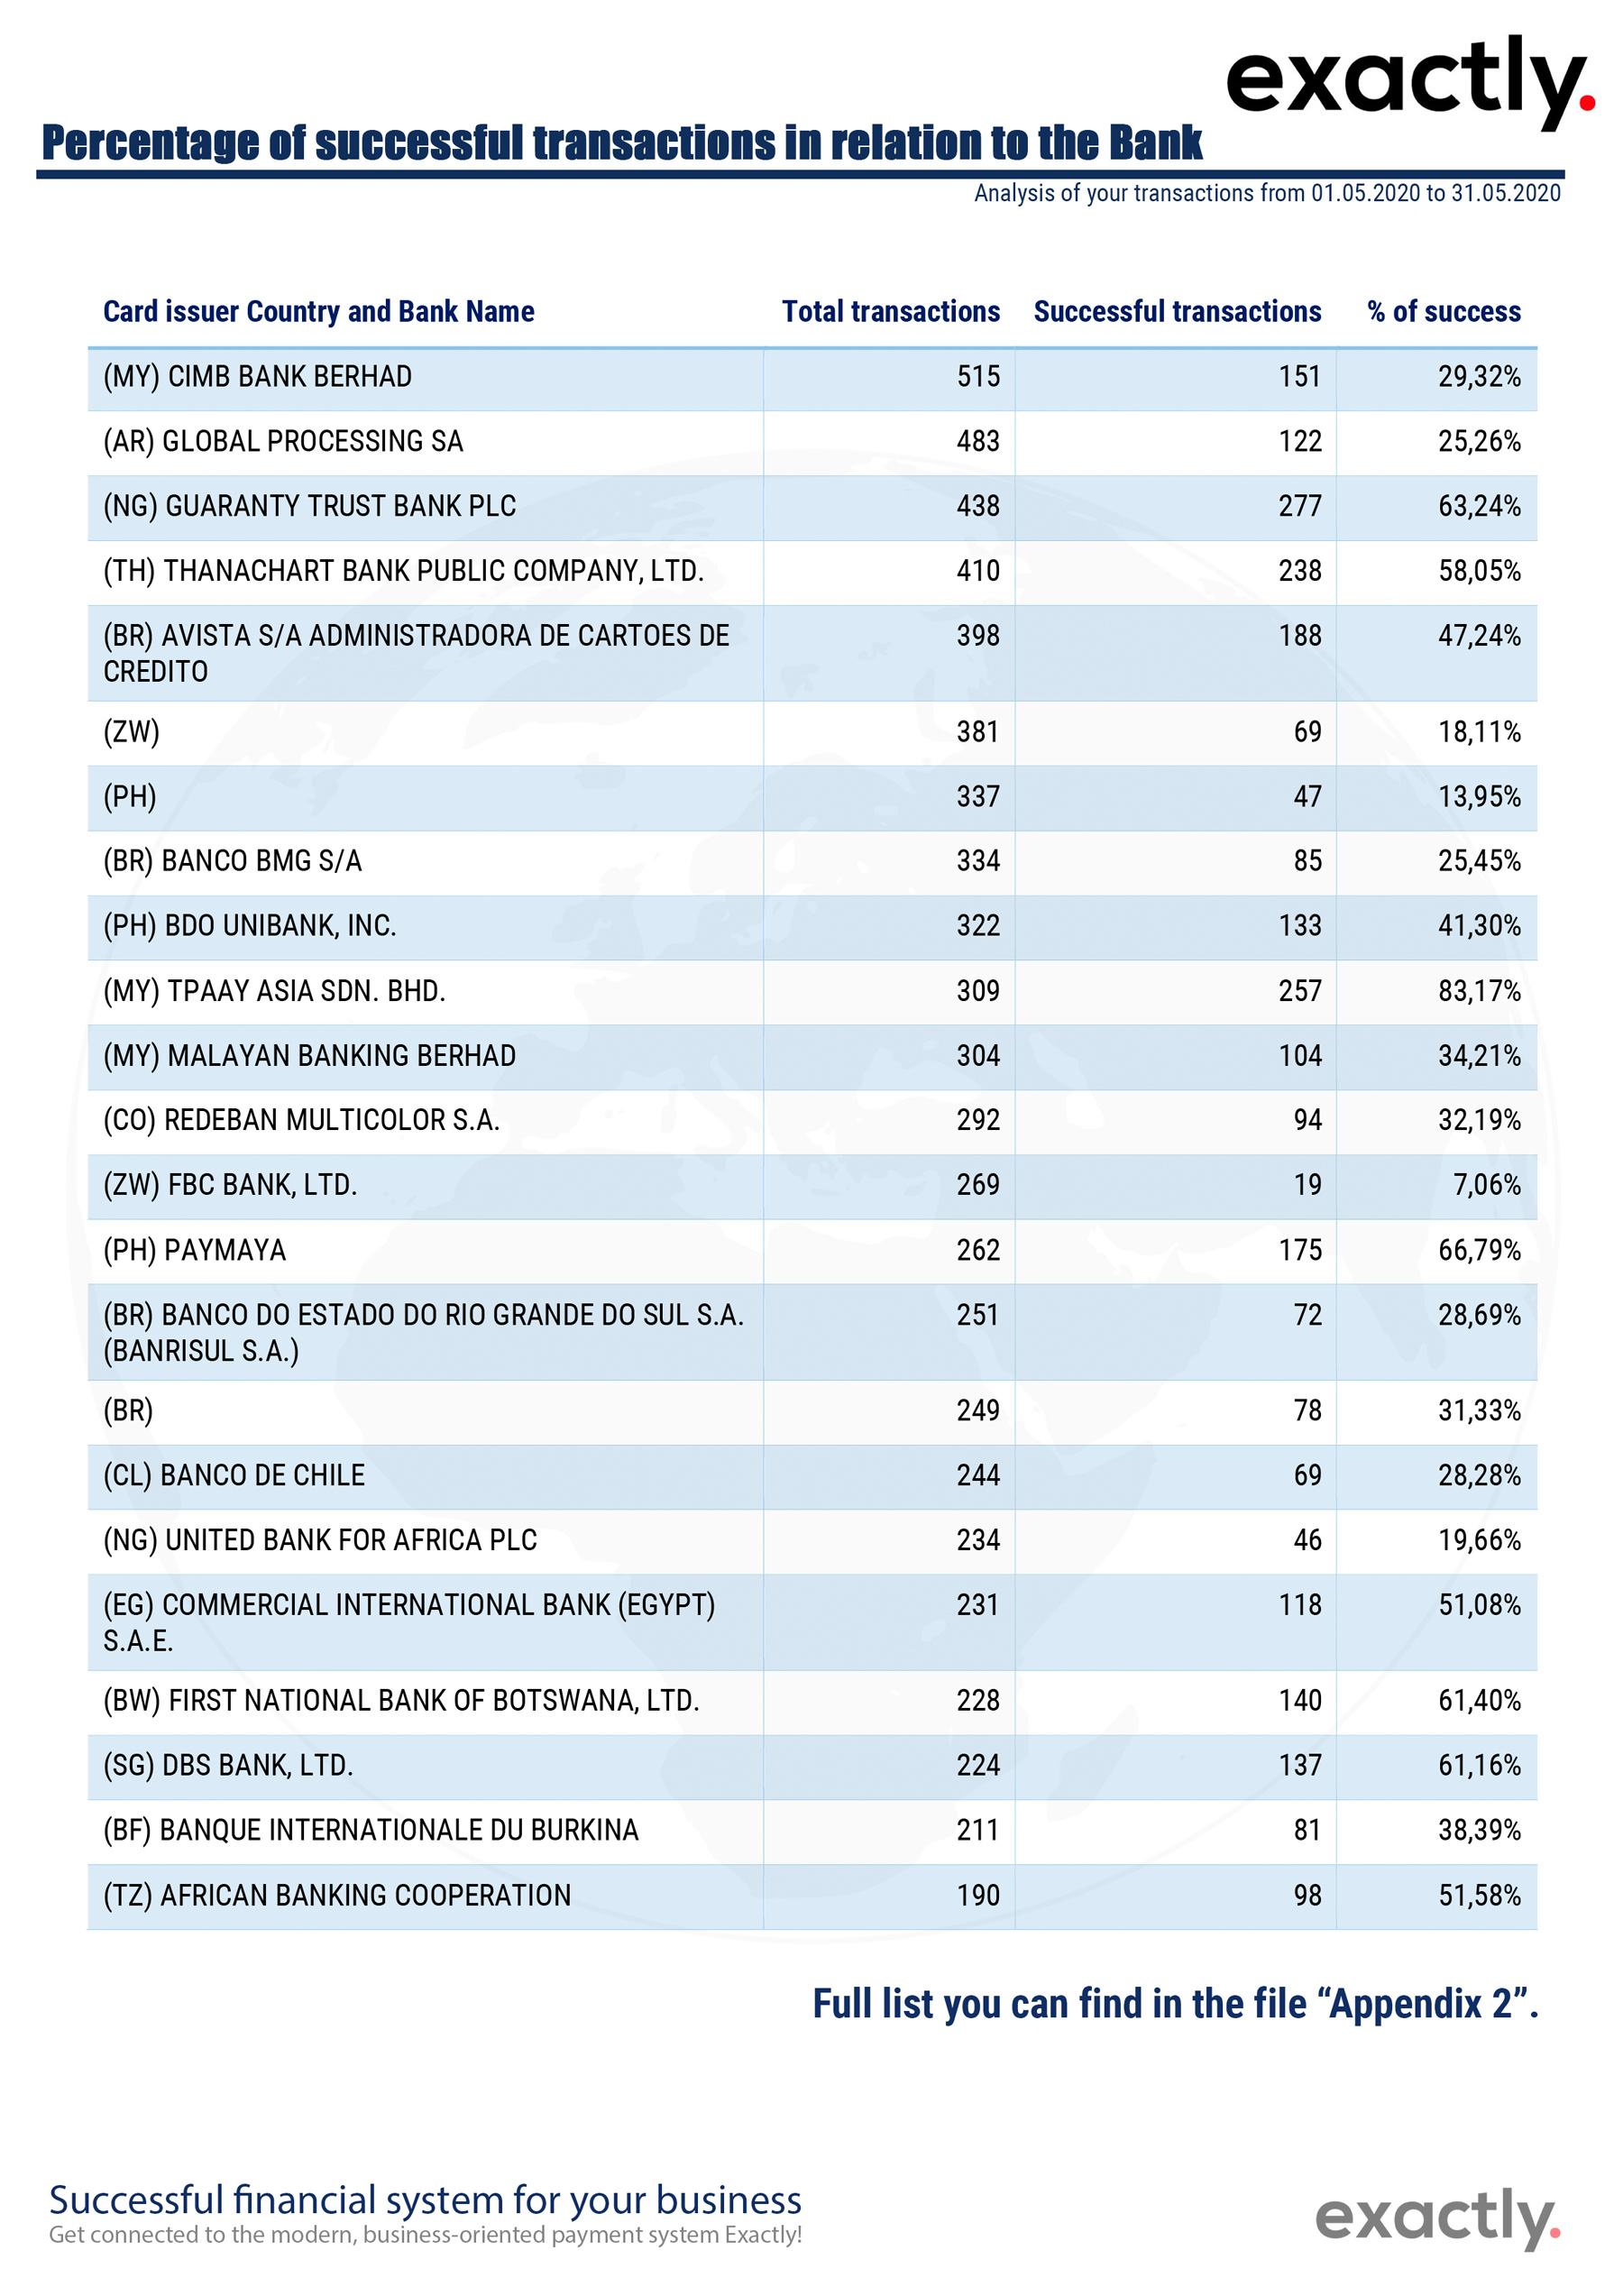 exactly.
Percentage of successful transactions in relation to the Bank
Analysis of your transactions from 01.05.2020 to 31.05.2020
Card issuer Country and Bank Name Total transactions Successful transactions % of success
(MY) CIMB BANK BERHAD 515 151 29,32%
(AR) GLOBAL PROCESSING SA 483 122 25,26%
(NG) GUARANTY TRUST BANK PLC 438 277 63,24%
(TH) THANACHART BANK PUBLIC COMPANY, LTD. 410 238 58,05%
(BR) AVISTA S/A ADMINISTRADORA DE CARTOES DE 398 188 47,24%
CREDITO
(ZW) 381 69 18,11%
(PH) 337 47 13,95%
(BR) BANCO BMG S/A 334 85 25,45%
(PH) BDO UNIBANK, INC. 322 133 41,30%
(MY) TPAAY ASIA SDN. BHD. 309 257 83,17%
(MY) MALAYAN BANKING BERHAD 304 104 34,21%
(CO) REDEBAN MULTICOLOR S.A. 292 94 32,19%
(ZW) FBC BANK, LTD. 269 19 7,06%
(PH) PAYMAYA 262 175 66,79%
(BR) BANCO DO ESTADO DO RIO GRANDE DO SUL S.A. 251 72 28,69%
(BANRISUL S.A.)
(BR) 249 78 31,33%
(CL) BANCO DE CHILE 244 69 28,28%
(NG) UNITED BANK FOR AFRICA PLC 234 46 19,66%
(EG) COMMERCIAL INTERNATIONAL BANK (EGYPT) 231 118 51,08%
S.A.E.
(BW) FIRST NATIONAL BANK OF BOTSWANA, LTD. 228 140 61,40%
(SG) DBS BANK, LTD. 224 137 61,16%
(BF) BANQUE INTERNATIONALE DU BURKINA 211 81 38,39%
(TZ) AFRICAN BANKING COOPERATION 190 98 51,58%
Full list you can find in the file “Appendix 2”.
Successful financial system for your business
Get connected to the modern, business-oriented payment system Exactly!
exactly.